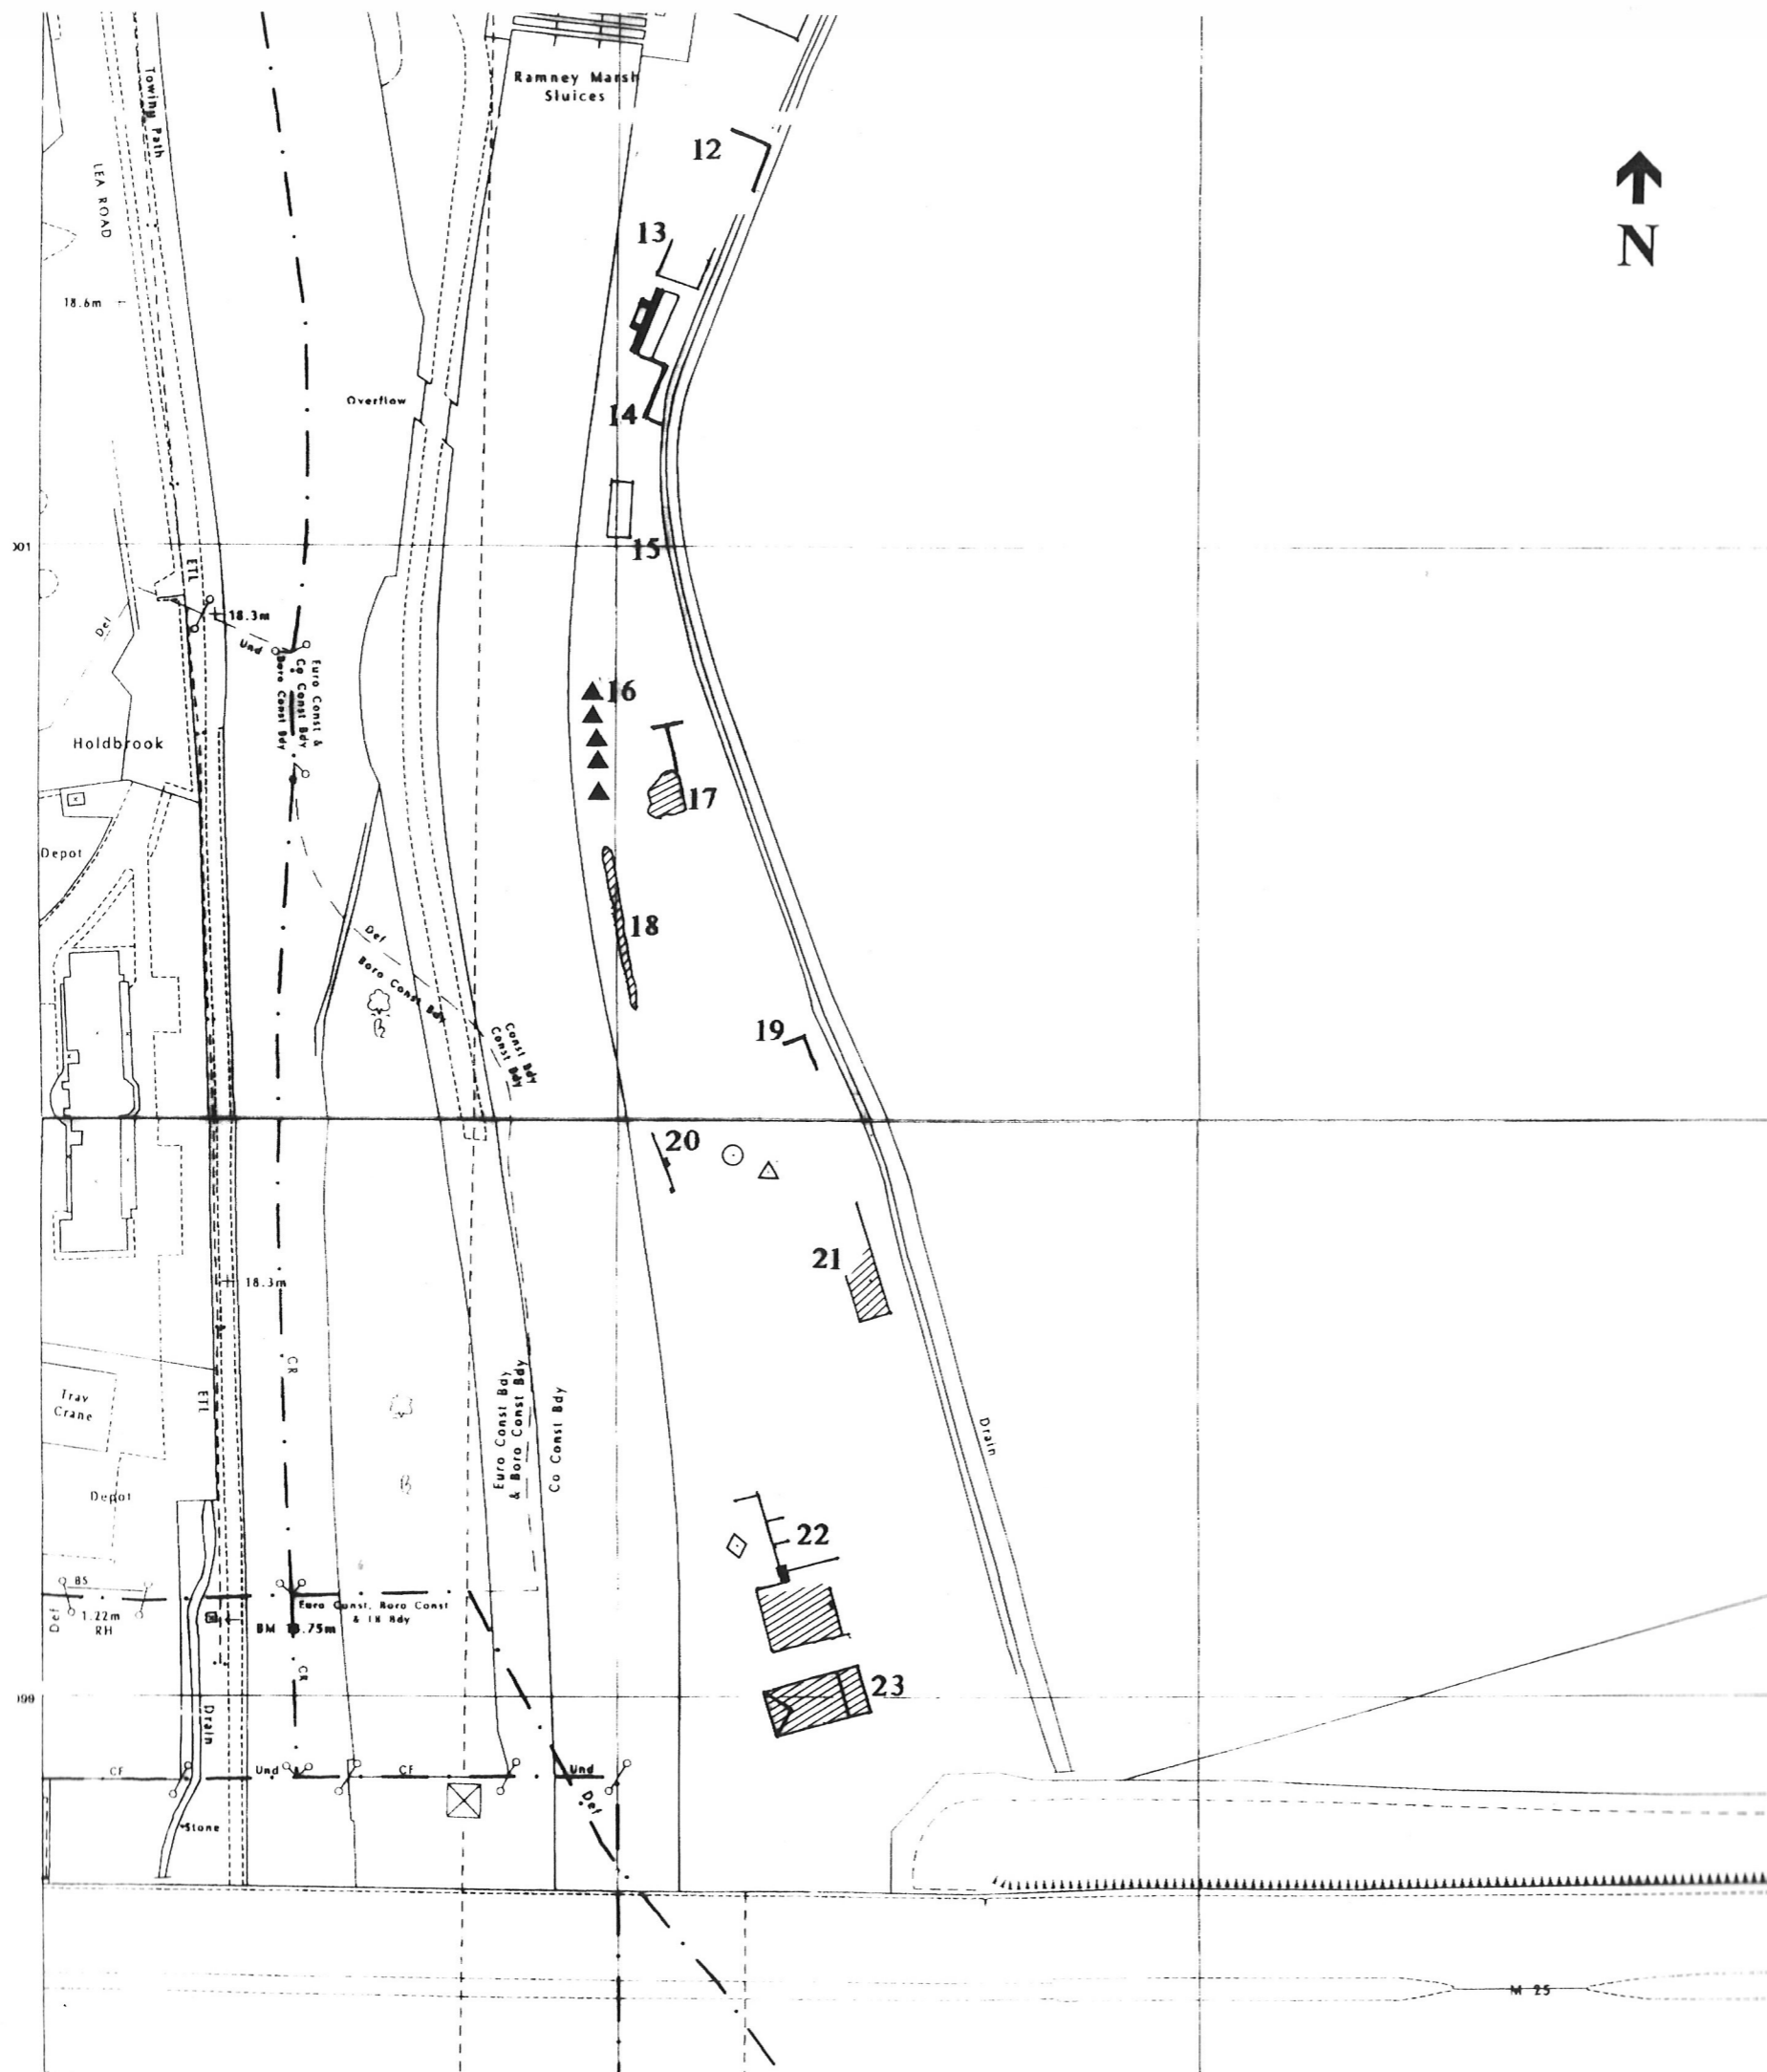 Ramney Marsh
Sluices
Towing Path
LEA ROAD
12
N
13
18.6m
Overflow
14
15
ETL
18.3m
Def
Und
Euro Const &
Co Const Bdy
Boro Const Bdy
16
Holdbrook
17
Depot
18
Def
Boro Const Bdy
Const Bdy
Const Bdy
19
20
21
18.3m
CR
Trav
Crane
ETL
Euro Const Bdy
& Boro Const Bdy
Co Const Bdy
Drain
Depot
22
BS
Def
1.22m
RH
Euro Const, Boro Const
& LB Bdy
CR
23
Drain
CF
Und
CF
Und
Def
Stone
M 25